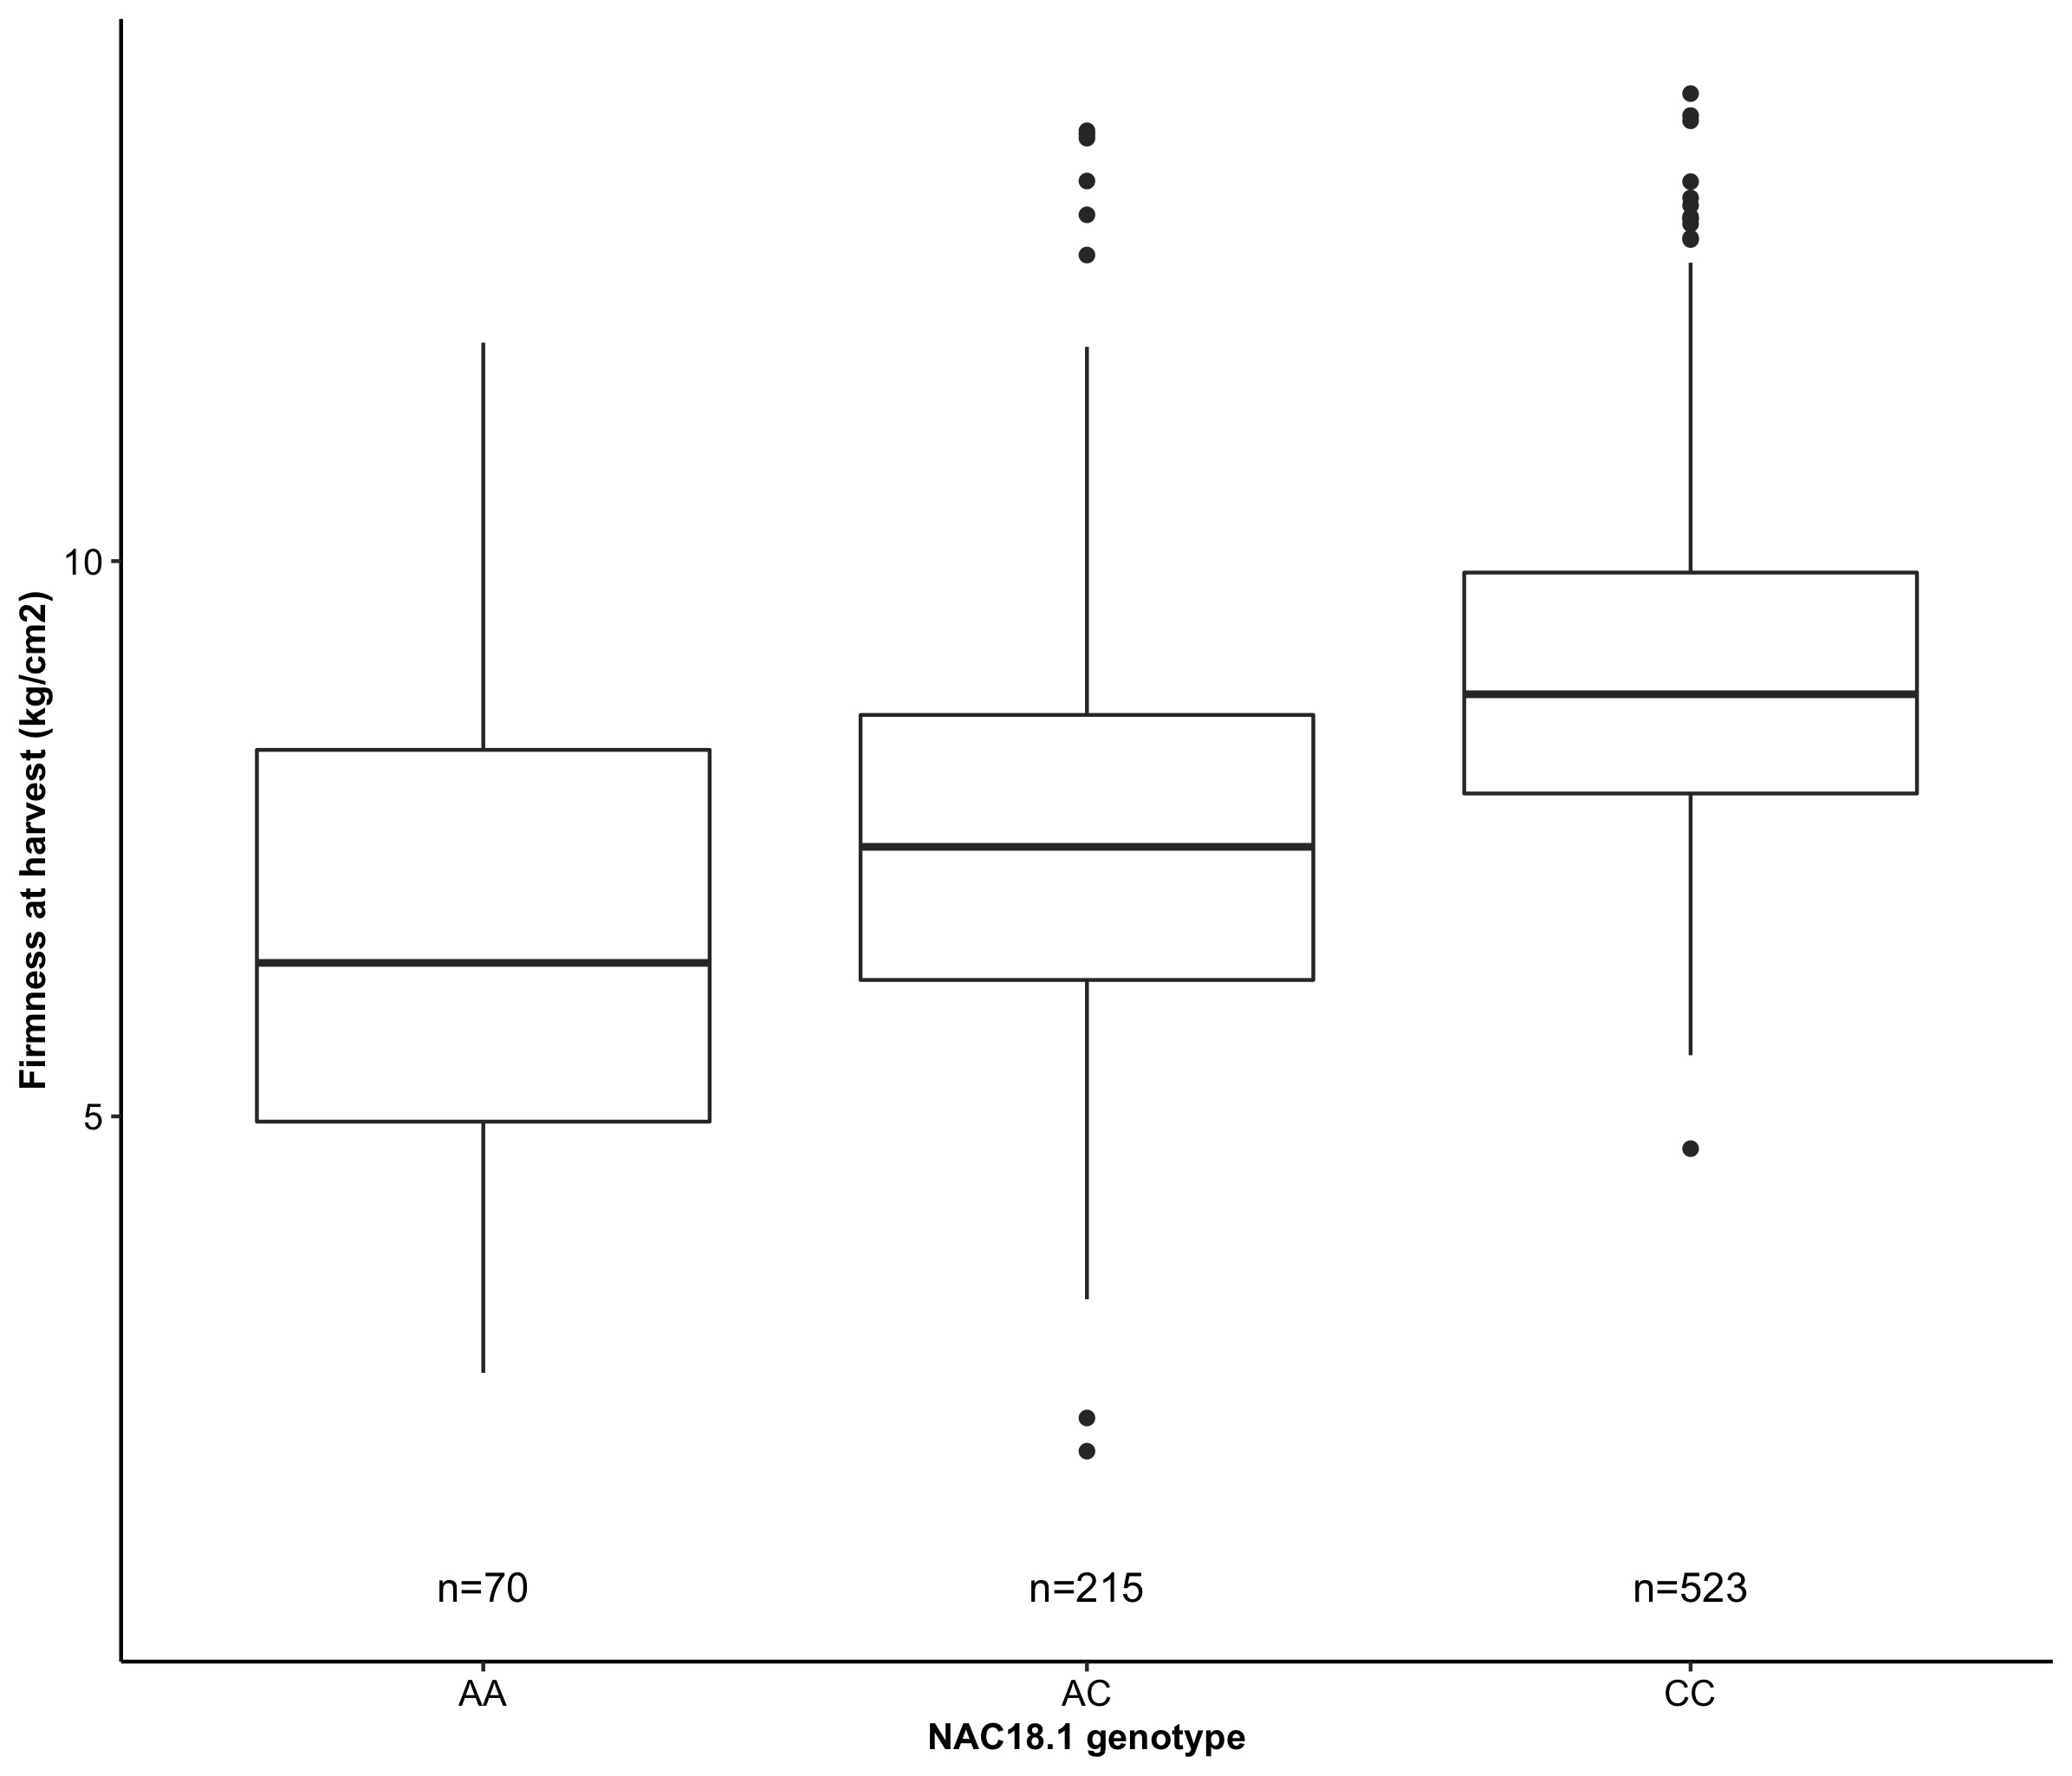 Firmness at harvest (kg/cm2)
10
5
n=70
n=215
n=523
AA
AC
CC
NAC18.1 genotype